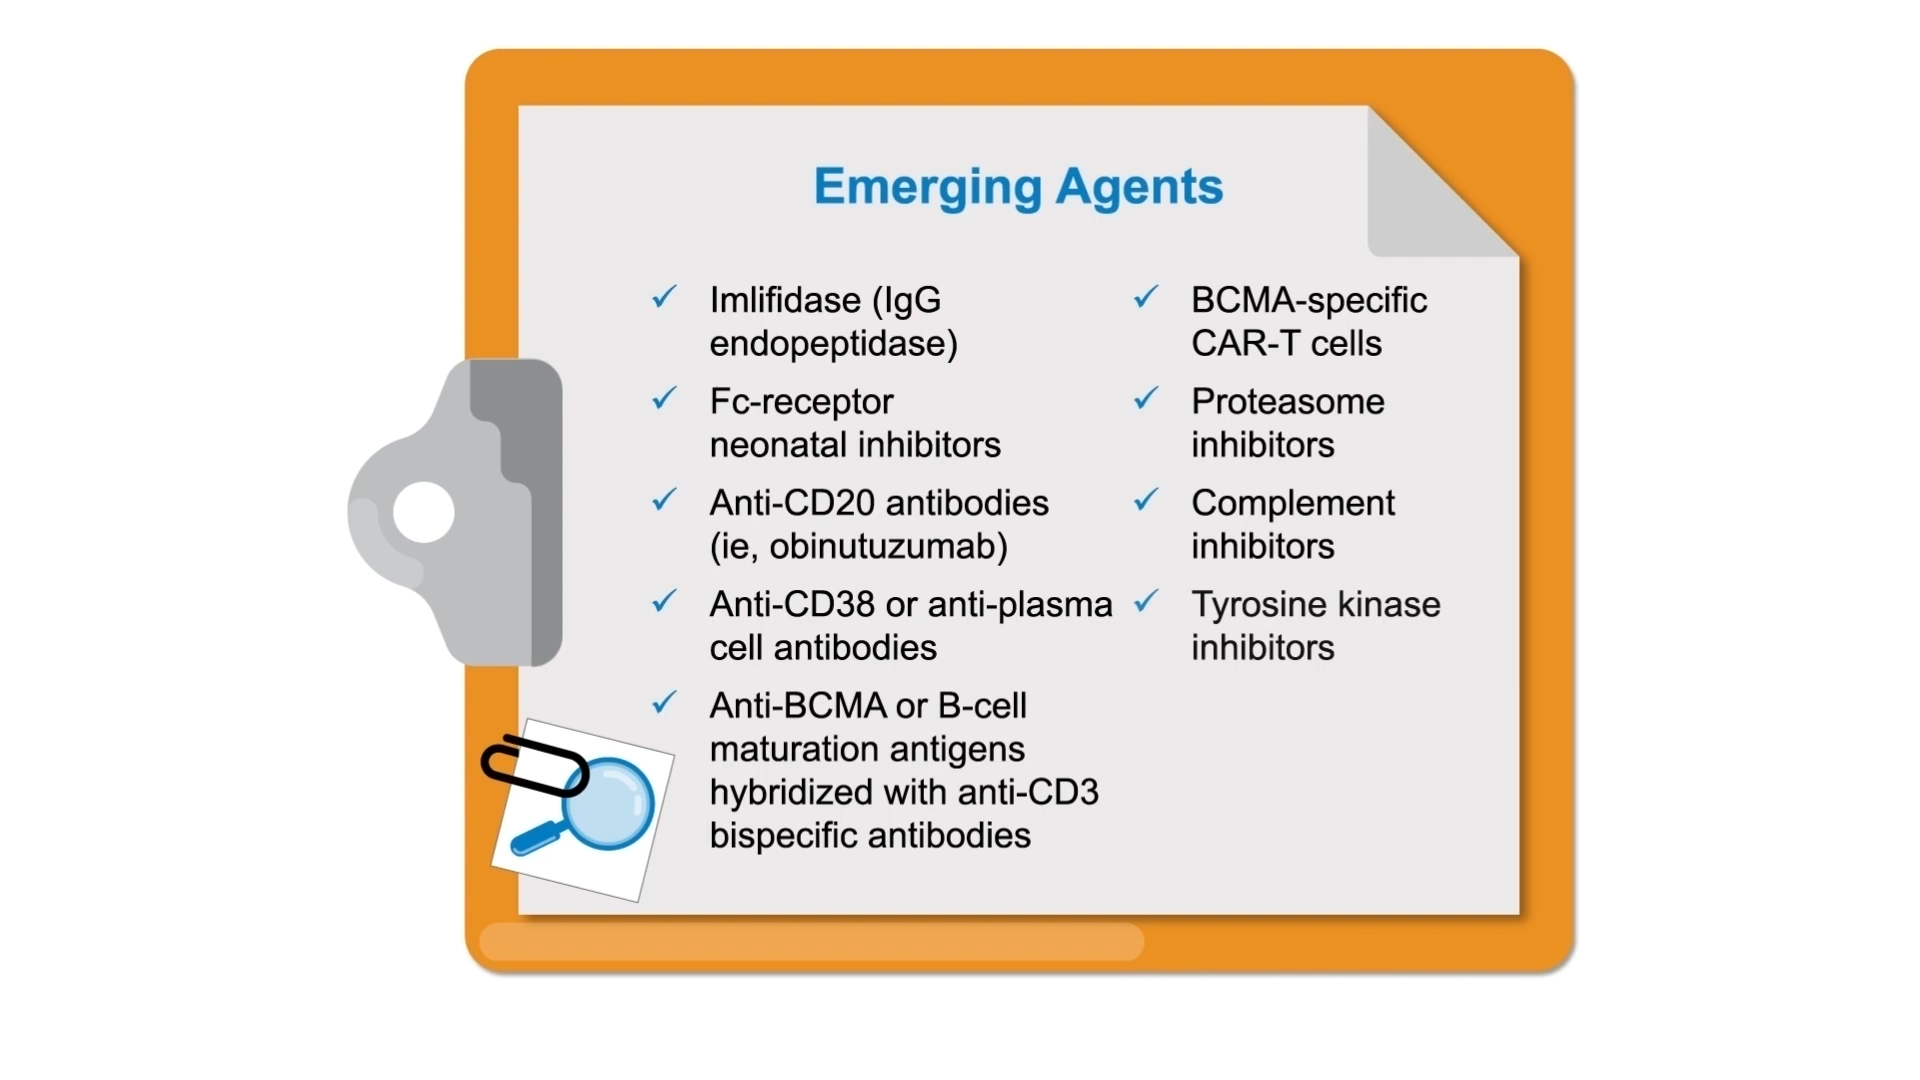 Emerging Agents
Imlifidase (IgG
endopeptidase)
Fc-receptor
neonatal inhibitors
Anti-CD20 antibodies
(ie, obinutuzumab)
Anti-CD38 or anti-plasma
cell antibodies
Anti-BCMA or B-cell
maturation antigens
hybridized with anti-CD3
bispecific antibodies
BCMA-specific
CAR-T cells
Proteasome
inhibitors
Complement
inhibitors
Tyrosine kinase
inhibitors